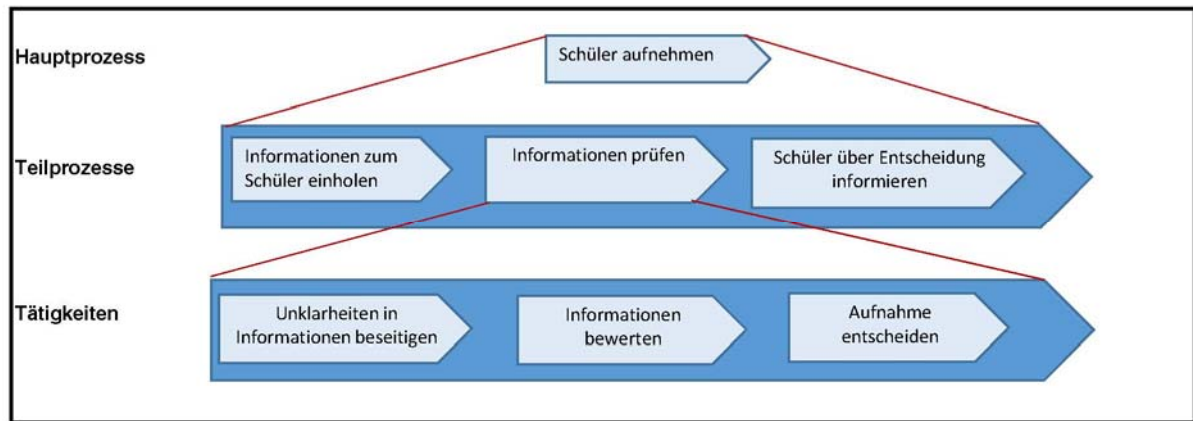 Hauptprozess
Schüler aufnehmen
Teilprozesse
Informationen zum
Schüler einholen
Informationen prüfen
Schüler über Entscheidung
informieren
Tätigkeiten
Unklarheiten in
Informationen beseitigen
Informationen
bewerten
Aufnahme
entscheiden